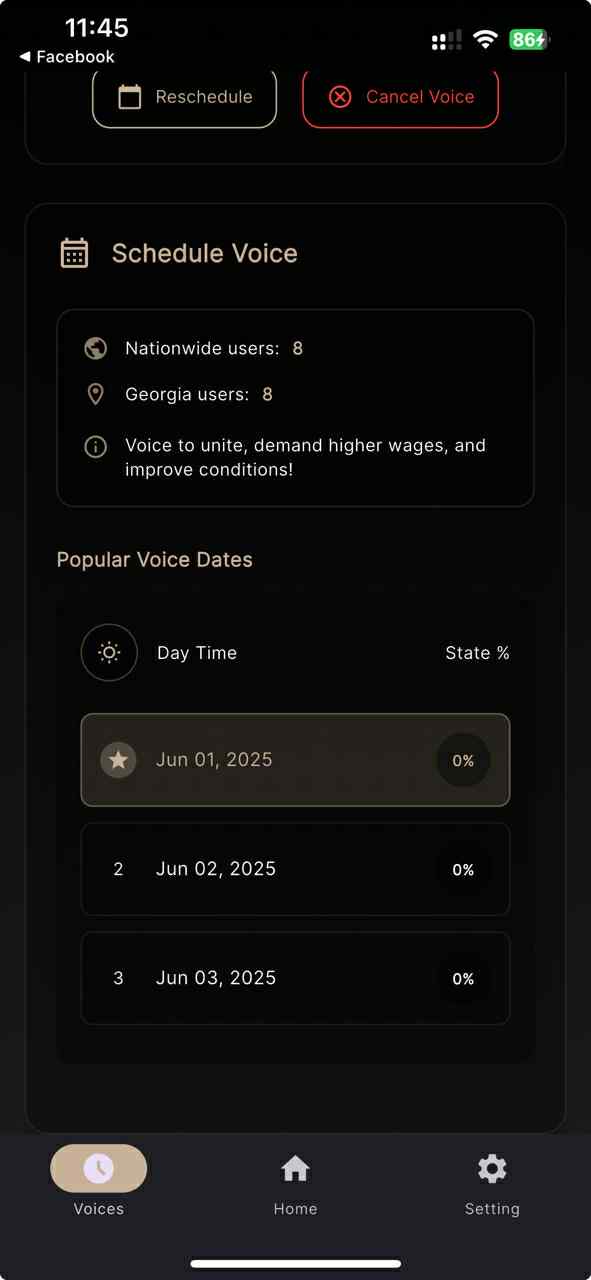 11:45
86
◀ Facebook
Reschedule
Cancel Voice
Schedule Voice
Nationwide users: 8
Georgia users: 8
Voice to unite, demand higher wages, and
improve conditions!
Popular Voice Dates
Day Time State %
Jun 01, 2025 0%
2 Jun 02, 2025 0%
3 Jun 03, 2025 0%
Voices Home Setting